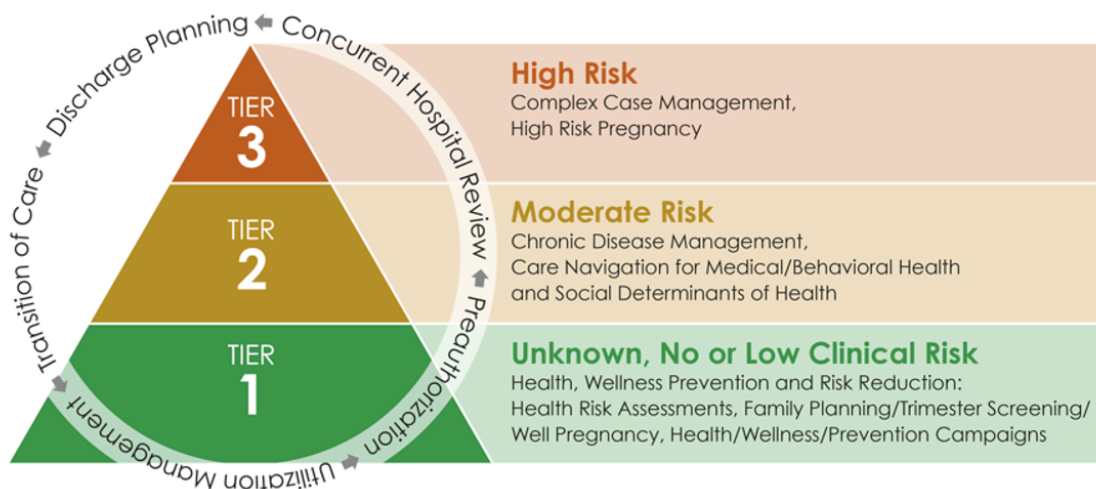 Concurrent Hospital Review
Discharge Planning
Transition of Care
Utilization Management
Preauthorization
TIER
3
High Risk
Complex Case Management,
High Risk Pregnancy
TIER
2
Moderate Risk
Chronic Disease Management,
Care Navigation for Medical/Behavioral Health
and Social Determinants of Health
TIER
1
Unknown, No or Low Clinical Risk
Health, Wellness Prevention and Risk Reduction:
Health Risk Assessments, Family Planning/Trimester Screening/
Well Pregnancy, Health/Wellness/Prevention Campaigns